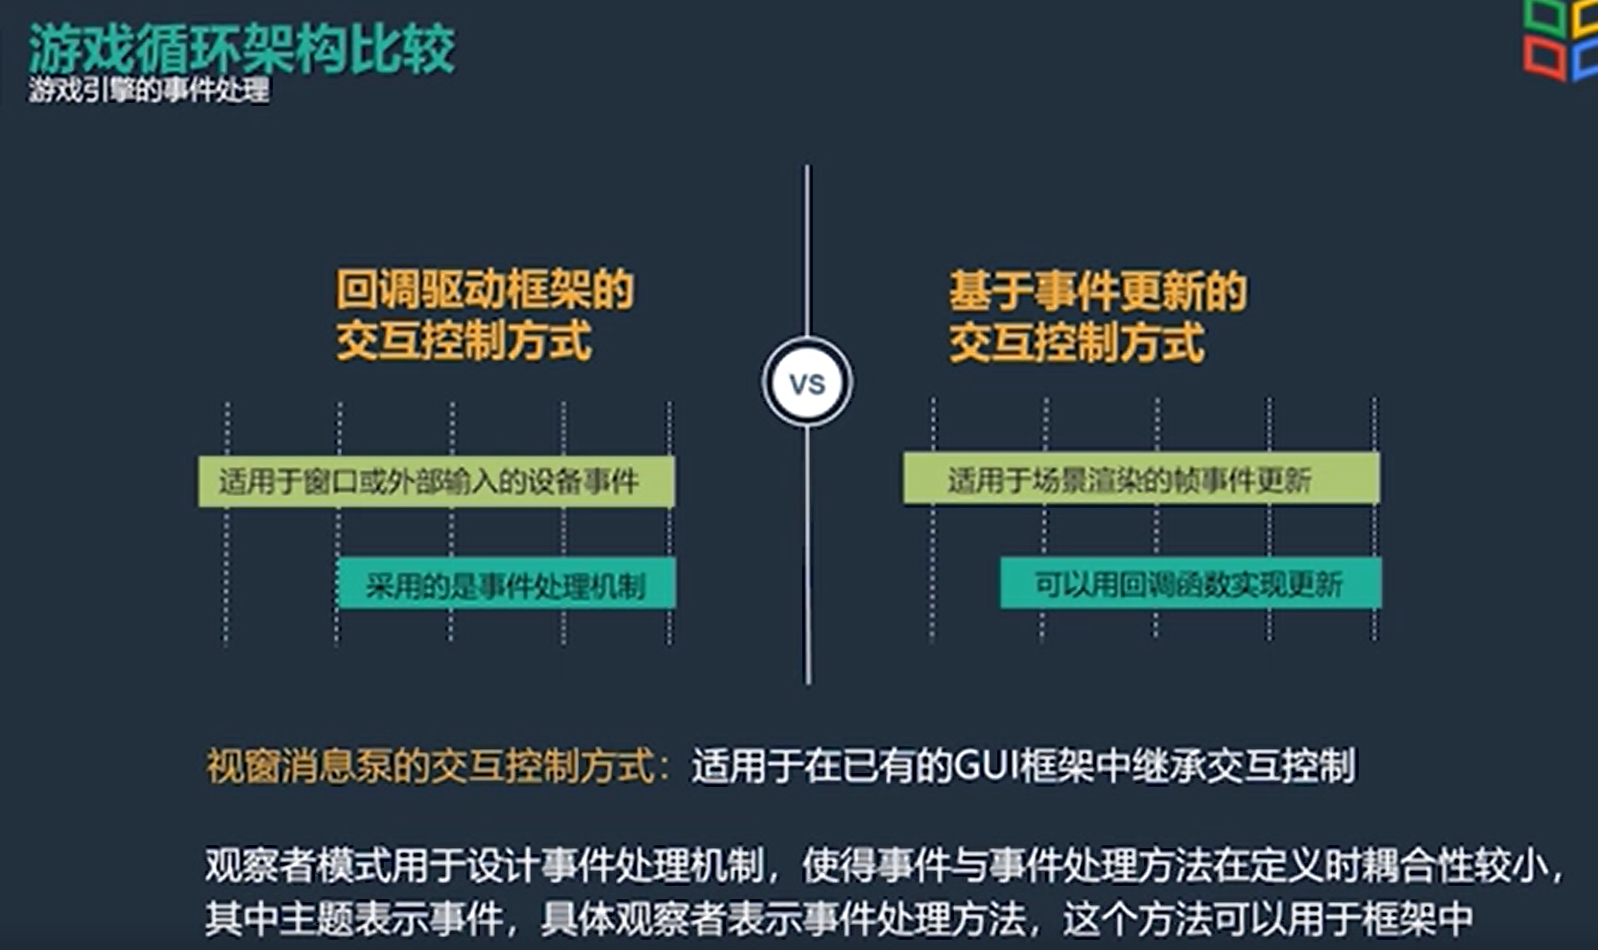 游戏循环架构比较
游戏引擎的事件处理
回调驱动框架的
交互控制方式
适用于窗口或外部输入的设备事件
采用的是事件处理机制
VS
基于事件更新的
交互控制方式
适用于场景渲染的帧事件更新
可以用回调函数实现更新
视窗消息泵的交互控制方式：适用于在已有的GUI框架中继承交互控制
观察者模式用于设计事件处理机制，使得事件与事件处理方法在定义时耦合性较小，
其中主题表示事件，具体观察者表示事件处理方法，这个方法可以用于框架中